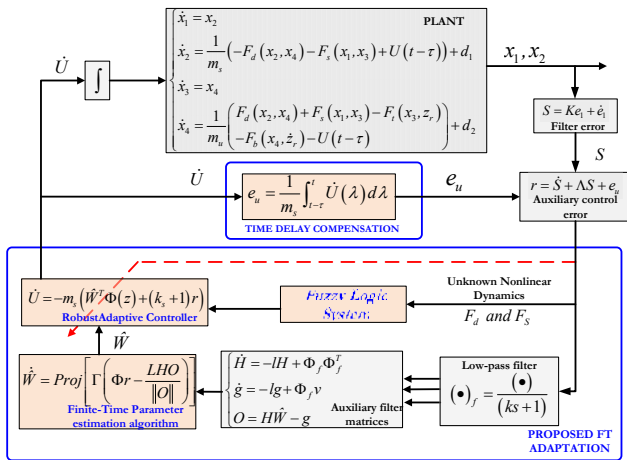 PLANT
ẋ₁ = x₂
ẋ₂ = 1/mₛ (−F_d(x₂, x₄) − Fₛ(x₁, x₃) + U(t−τ)) + d₁
ẋ₃ = x₄
ẋ₄ = 1/m_u (F_d(x₂, x₄) + Fₛ(x₁, x₃) − F_t(x₃, z_r) − F_b(x₄, ż_r) − U(t−τ)) + d₂
U̇
∫
x₁, x₂
S = Ke₁ + ė₁
Filter error
S
U̇
e_u = 1/mₛ ∫_{t−τ}^{t} U̇(λ)dλ
TIME DELAY COMPENSATION
e_u
r = Ṡ + ΛS + e_u
Auxiliary control
error
U̇ = −mₛ(Ŵᵀ Φ(z) + (kₛ+1)r)
RobustAdaptive Controller
Fuzzy Logic
System
Unknown Nonlinear
Dynamics
F_d and F_S
Ŵ
Ŵ̇ = Proj[Γ(Φr − LHO/‖O‖)]
Finite-Time Parameter
estimation algorithm
Ḣ = −lH + Φ_f Φ_fᵀ
ġ = −lg + Φ_f v
O = HŴ − g
Auxiliary filter
matrices
Low-pass filter
(•)_f = (•)/(ks+1)
PROPOSED FT
ADAPTATION